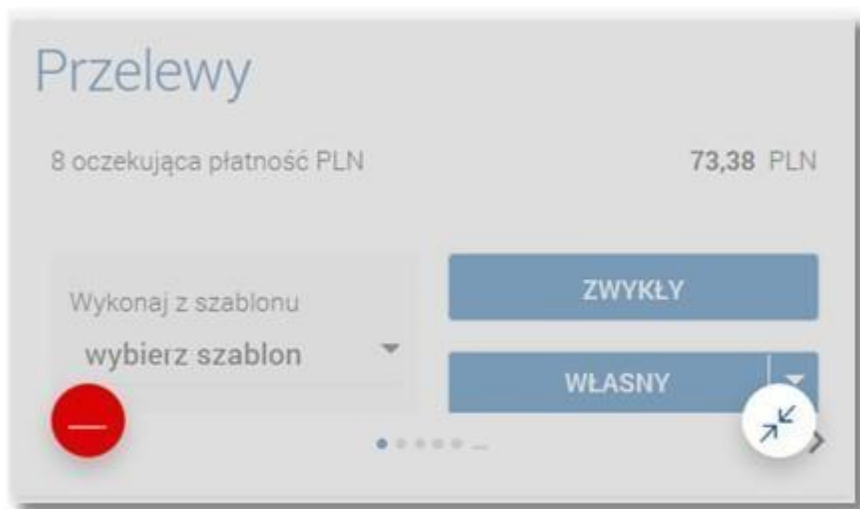 Przelewy
8 oczekująca płatność PLN 73,38 PLN
Wykonaj z szablonu
wybierz szablon
ZWYKŁY
WŁASNY